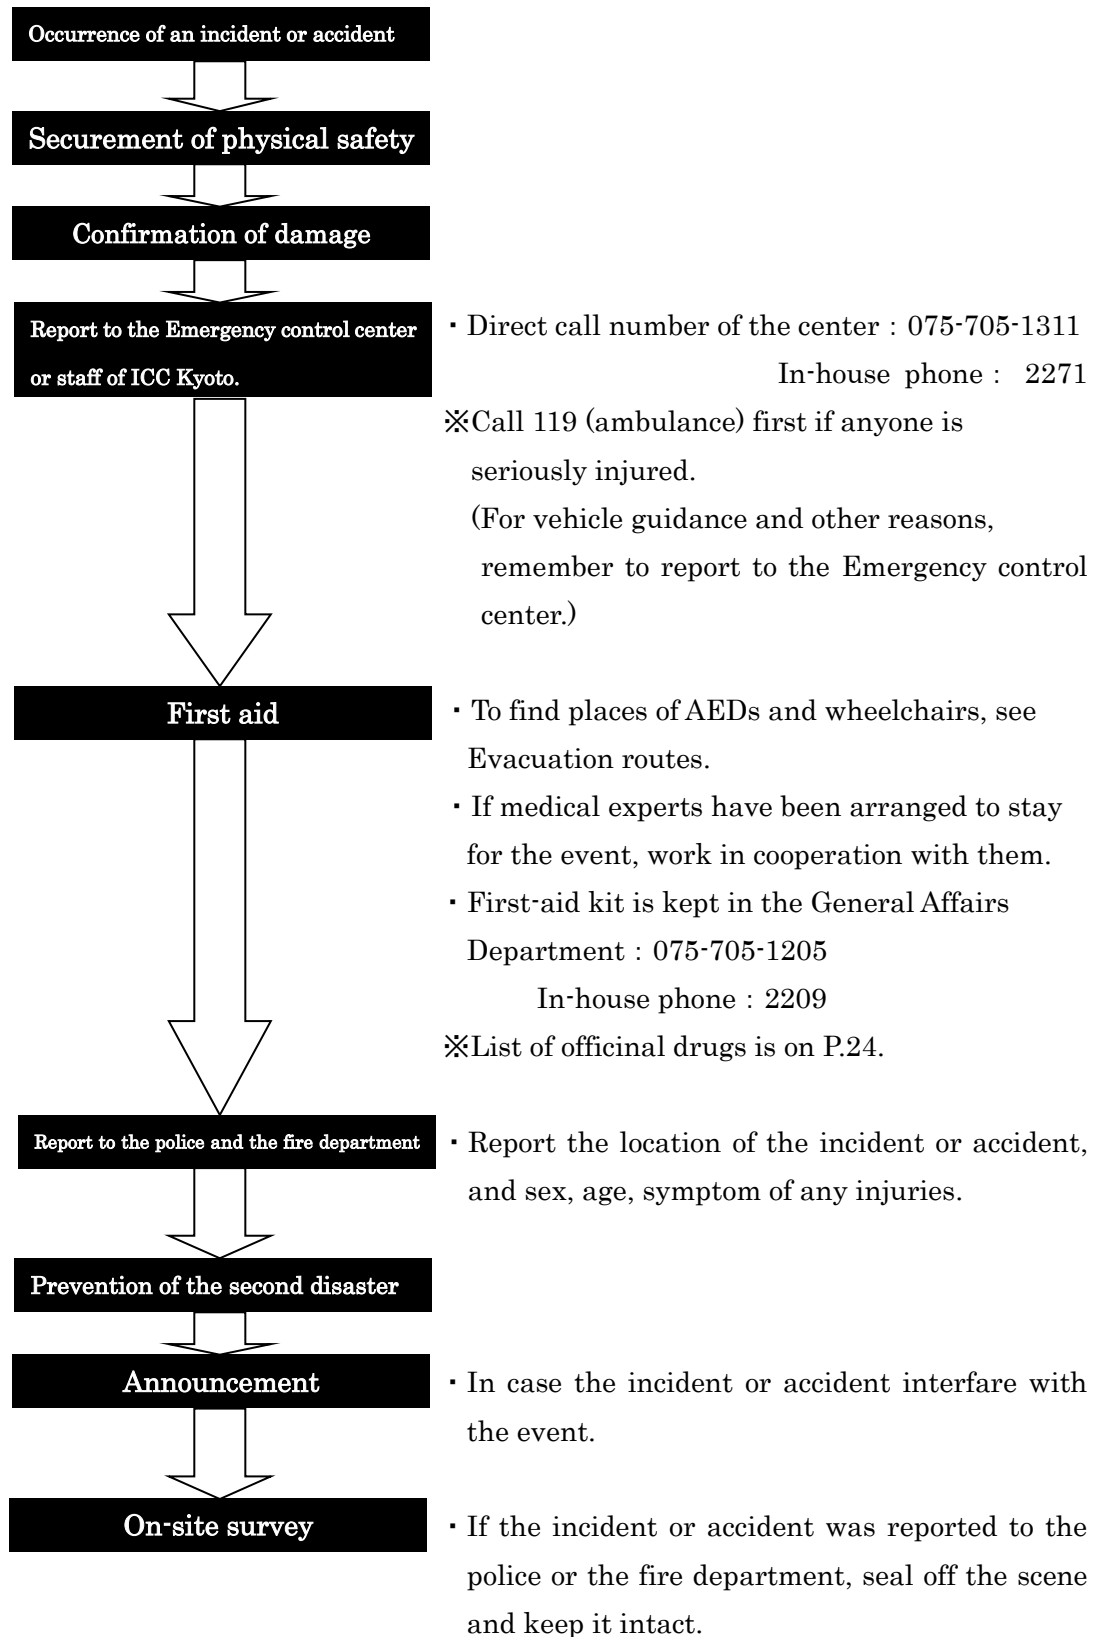 Occurrence of an incident or accident
Securement of physical safety
Confirmation of damage
Report to the Emergency control center
or staff of ICC Kyoto.
・Direct call number of the center：075-705-1311
In-house phone： 2271
※Call 119 (ambulance) first if anyone is
seriously injured.
(For vehicle guidance and other reasons,
remember to report to the Emergency control
center.)
First aid
・To find places of AEDs and wheelchairs, see
Evacuation routes.
・If medical experts have been arranged to stay
for the event, work in cooperation with them.
・First-aid kit is kept in the General Affairs
Department：075-705-1205
In-house phone：2209
※List of officinal drugs is on P.24.
Report to the police and the fire department
・Report the location of the incident or accident,
and sex, age, symptom of any injuries.
Prevention of the second disaster
Announcement
・In case the incident or accident interfare with
the event.
On-site survey
・If the incident or accident was reported to the
police or the fire department, seal off the scene
and keep it intact.